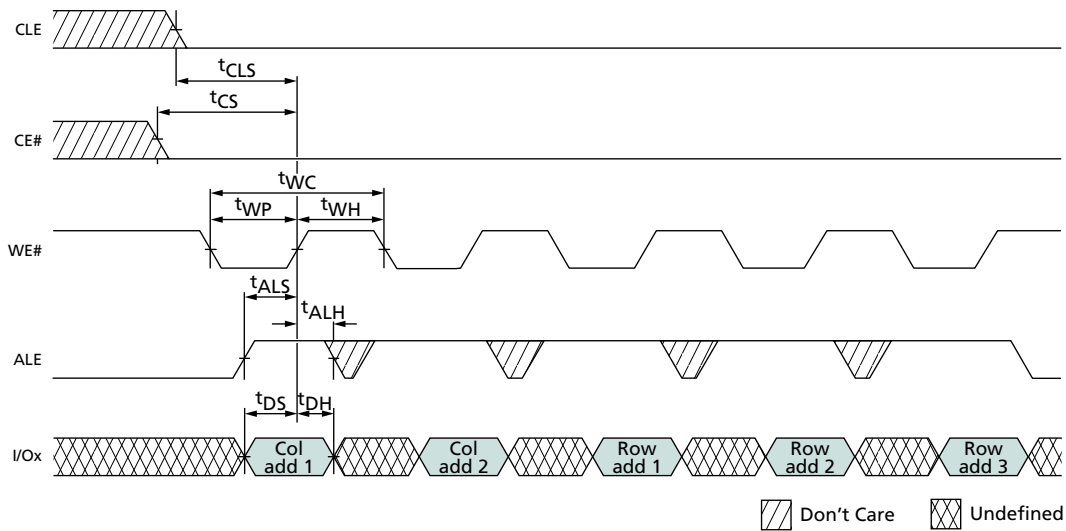 CLE
tCLS
tCS
CE#
tWC
tWP
tWH
WE#
tALS
tALH
ALE
tDS
tDH
I/Ox
Col
add 1
Col
add 2
Row
add 1
Row
add 2
Row
add 3
Don't Care
Undefined